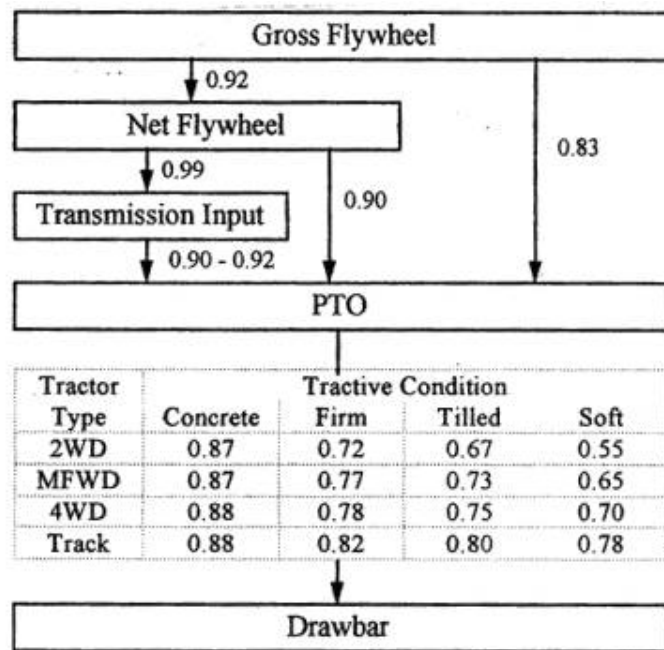 Gross Flywheel
0.92
Net Flywheel
0.83
0.99
0.90
Transmission Input
0.90 - 0.92
PTO
Tractor Tractive Condition
Type Concrete Firm Tilled Soft
2WD 0.87 0.72 0.67 0.55
MFWD 0.87 0.77 0.73 0.65
4WD 0.88 0.78 0.75 0.70
Track 0.88 0.82 0.80 0.78
Drawbar